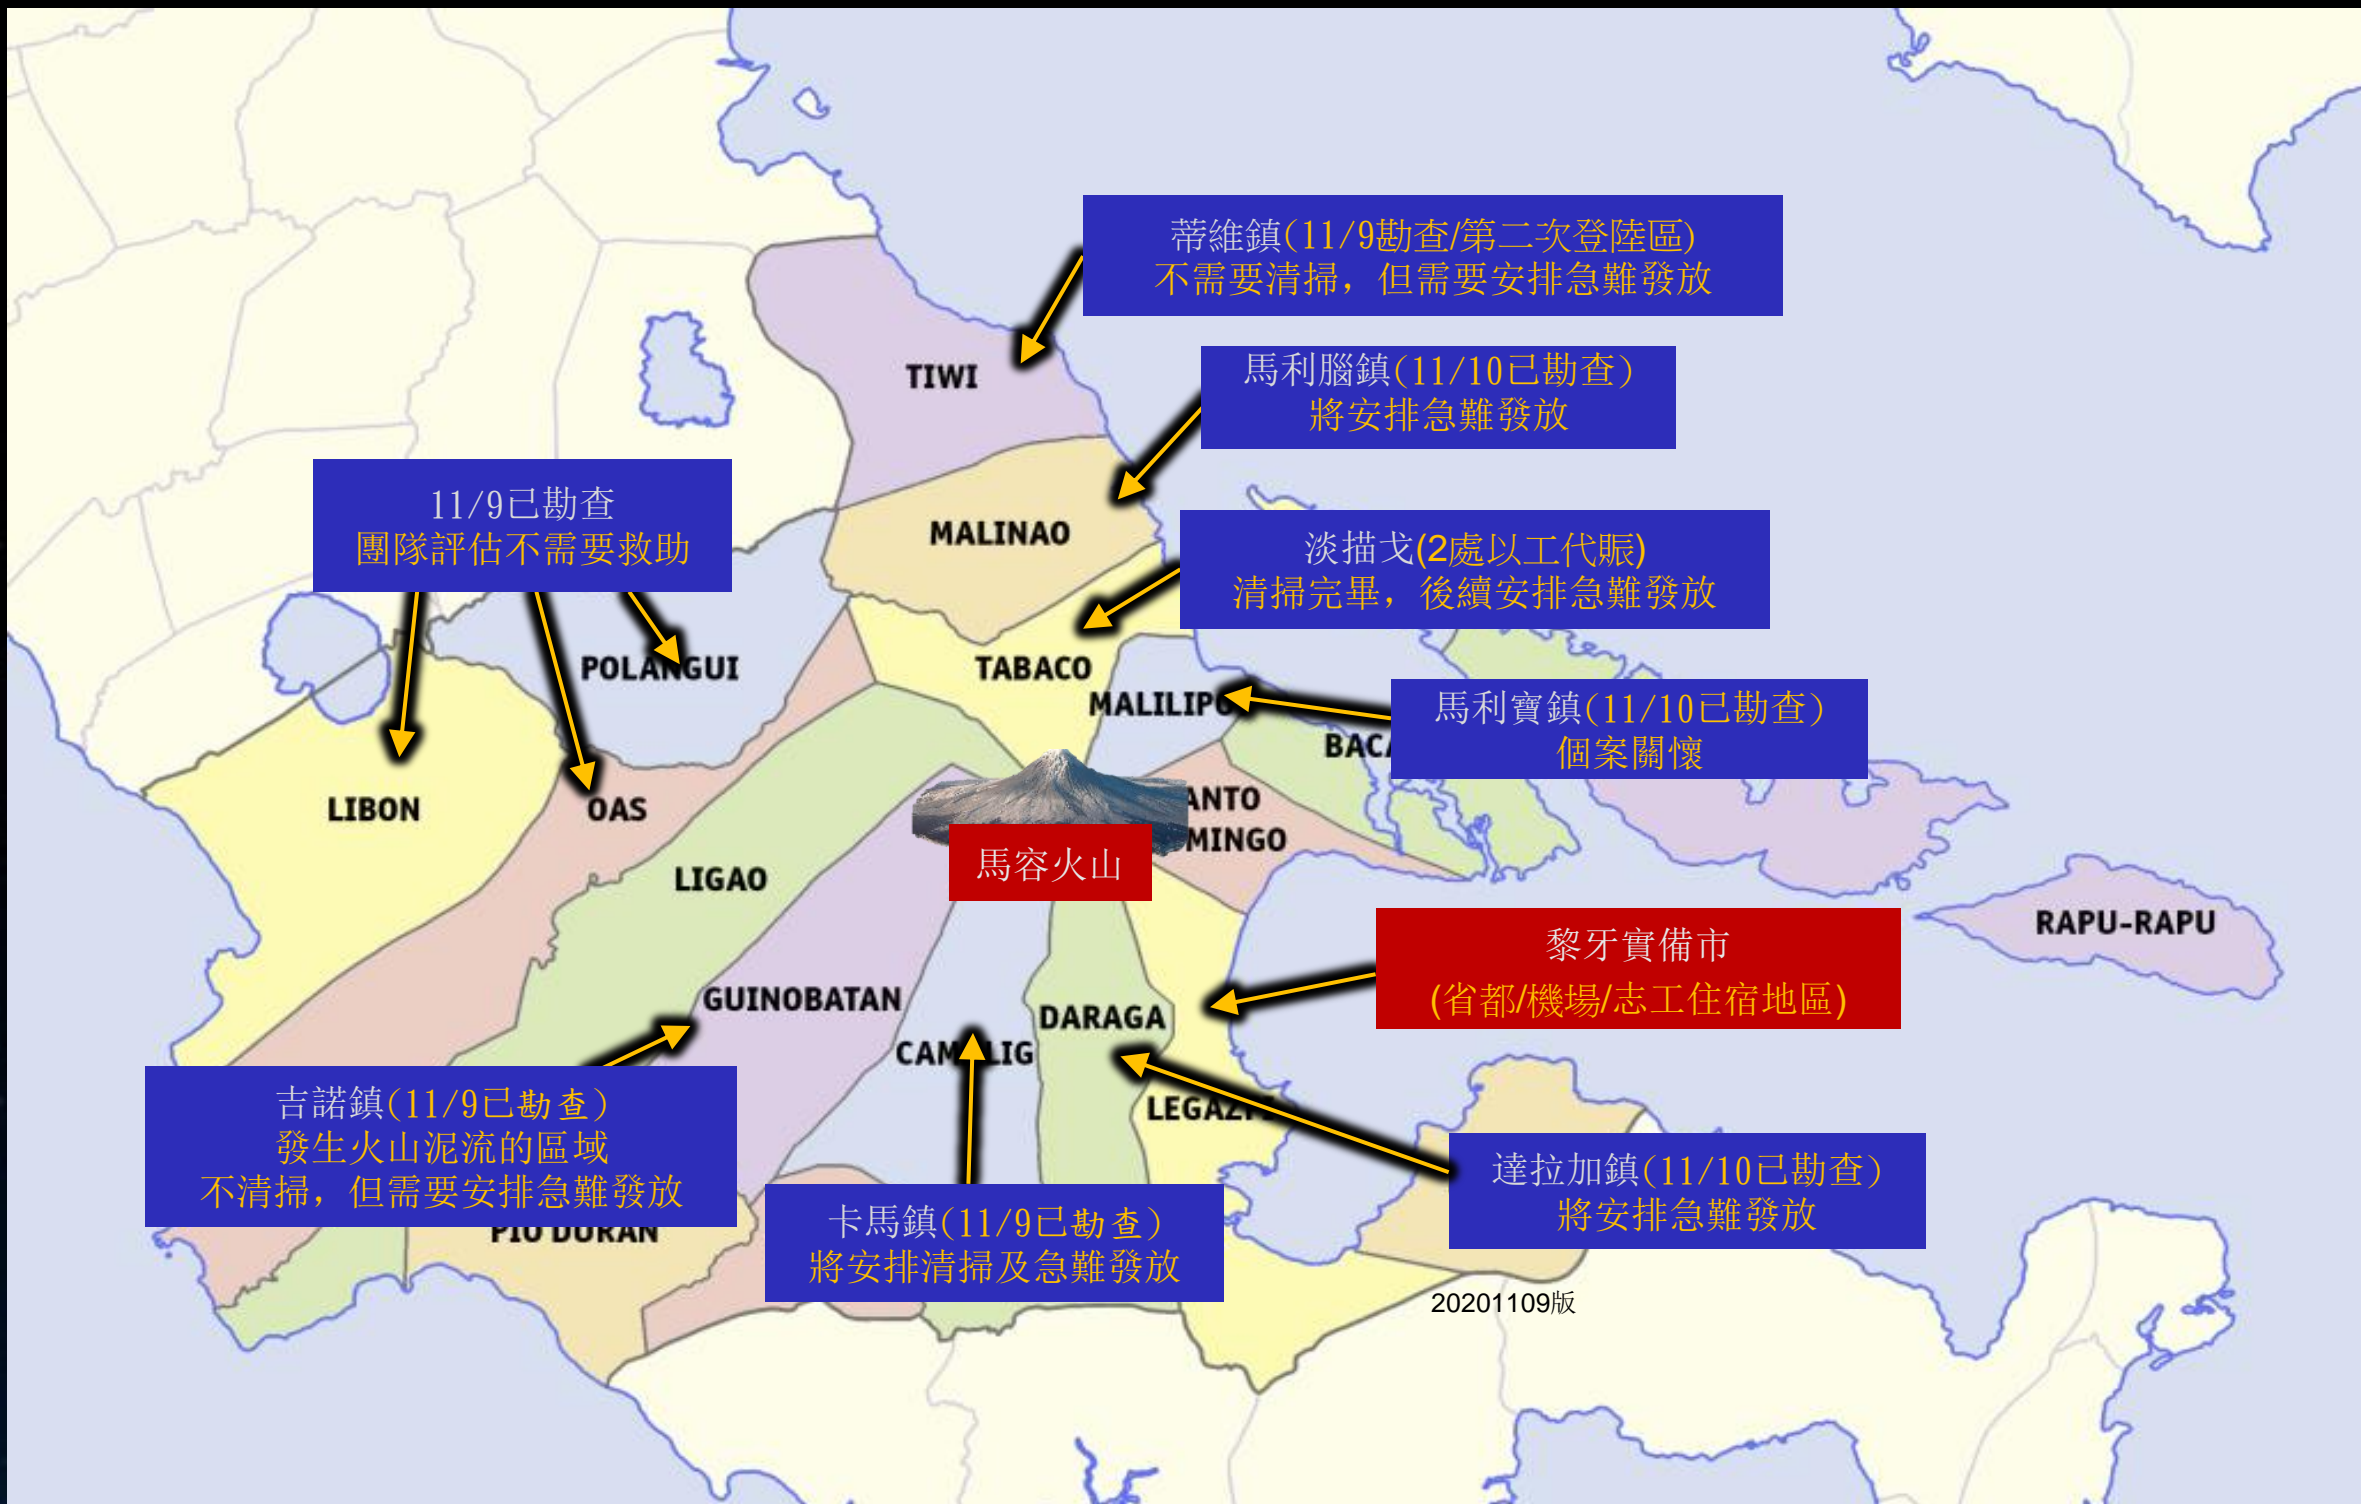 蒂維鎮(11/9勘查/第二次登陸區)
不需要清掃，但需要安排急難發放
TIWI
馬利腦鎮(11/10已勘查)
將安排急難發放
11/9已勘查
團隊評估不需要救助
MALINAO
淡描戈(2處以工代賑)
清掃完畢，後續安排急難發放
POLANGUI
TABACO
MALILIPO
馬利寶鎮(11/10已勘查)
個案關懷
BACA
LIBON
OAS
ANTO
MINGO
馬容火山
LIGAO
RAPU-RAPU
黎牙實備市
(省都/機場/志工住宿地區)
GUINOBATAN
DARAGA
CAMALIG
LEGAZPI
吉諾鎮(11/9已勘查)
發生火山泥流的區域
不清掃，但需要安排急難發放
達拉加鎮(11/10已勘查)
將安排急難發放
PIO DURAN
卡馬鎮(11/9已勘查)
將安排清掃及急難發放
20201109版